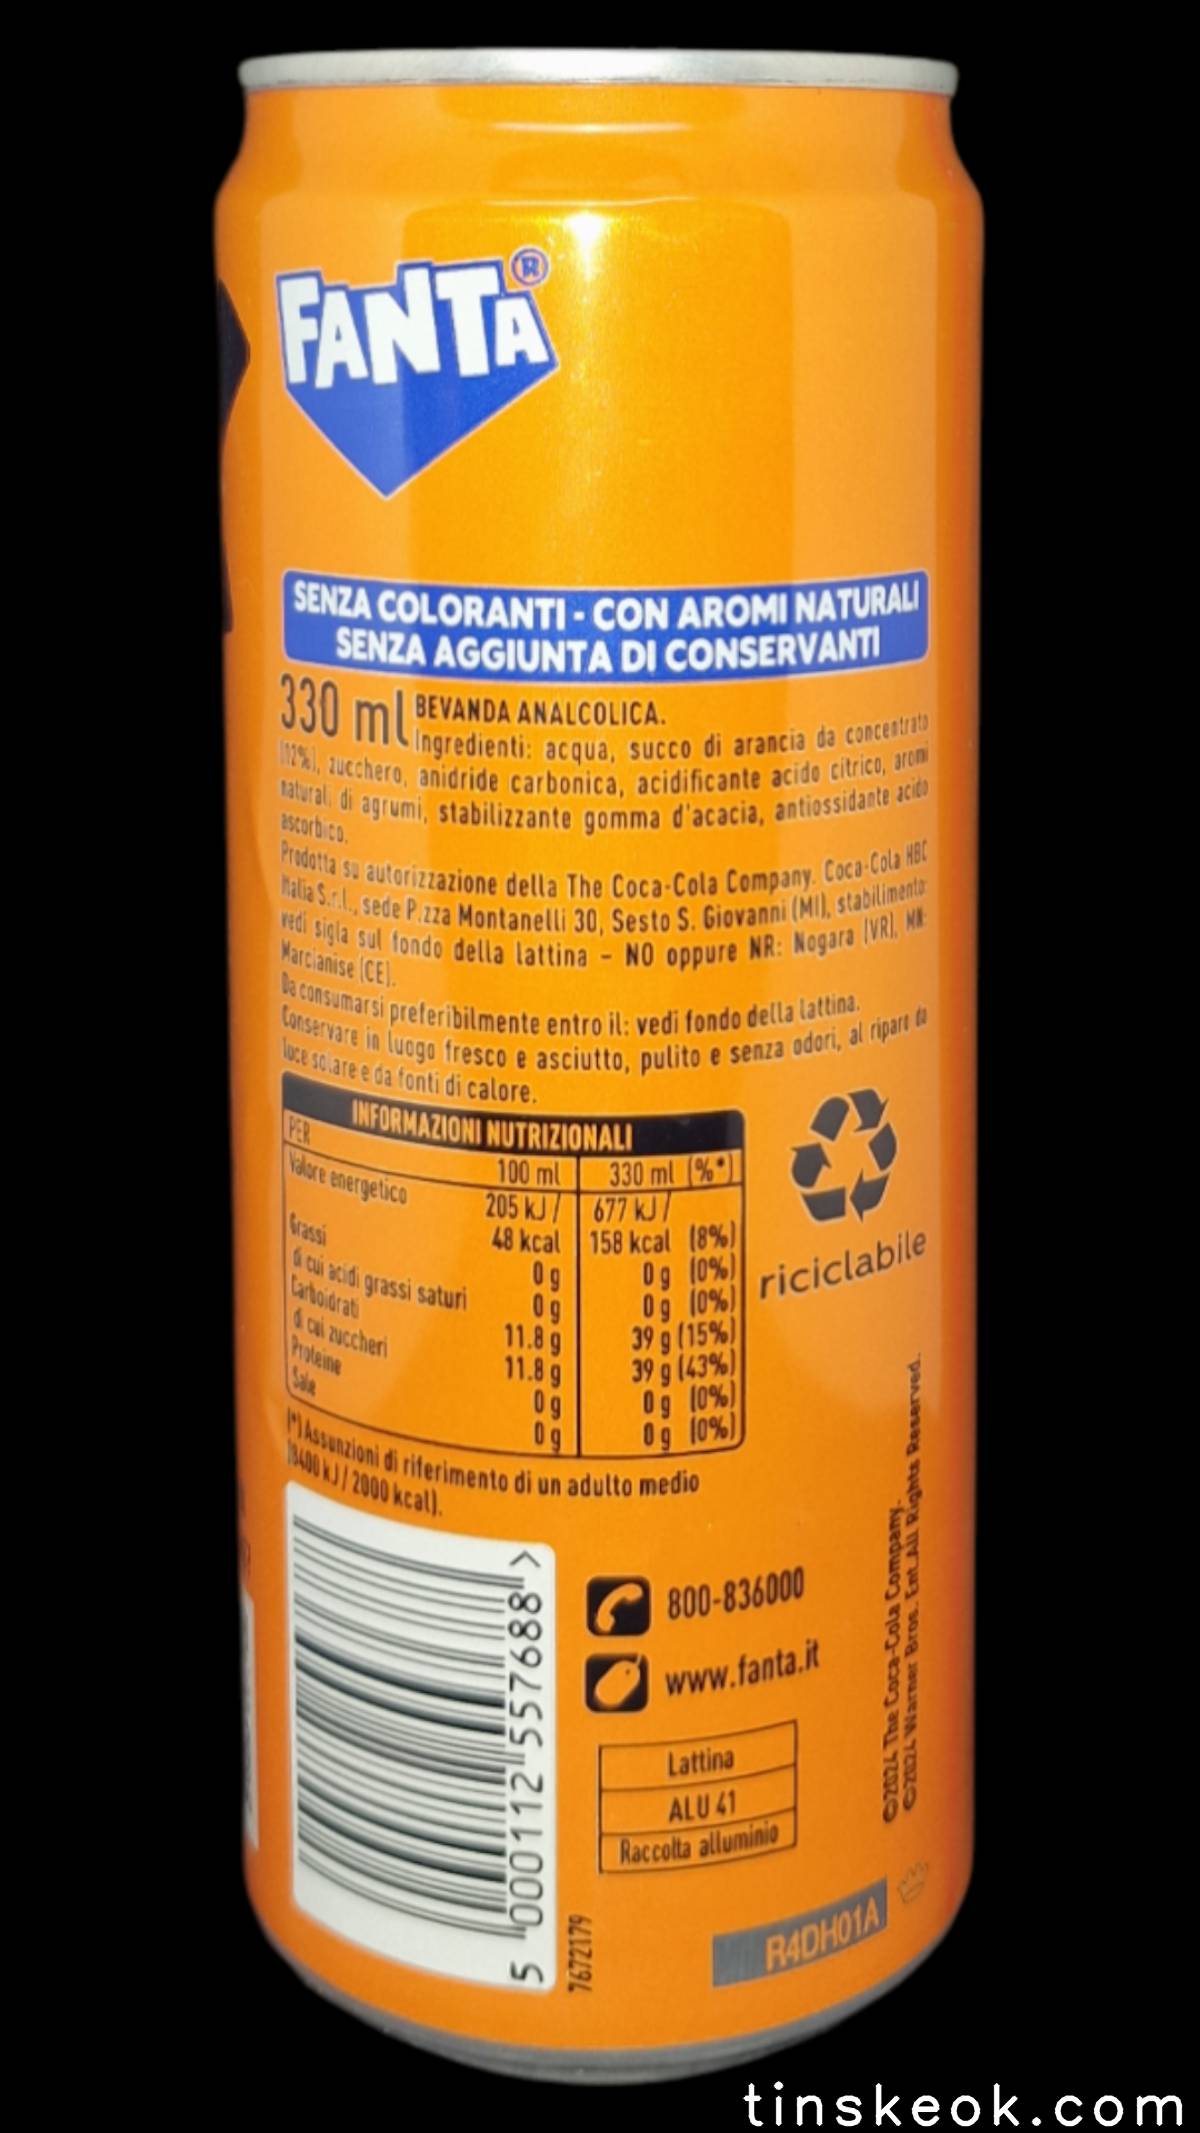 FANTA®
SENZA COLORANTI - CON AROMI NATURALI
SENZA AGGIUNTA DI CONSERVANTI
330 ml BEVANDA ANALCOLICA.
Ingredienti: acqua, succo di arancia da concentrato
(12%), zucchero, anidride carbonica, acidificante acido citrico, aromi
naturali di agrumi, stabilizzante gomma d'acacia, antiossidante acido
ascorbico.
Prodotta su autorizzazione della The Coca-Cola Company. Coca-Cola HBC
Italia S.r.l., sede P.zza Montanelli 30, Sesto S. Giovanni (MI), stabilimento:
vedi sigla sul fondo della lattina - NO oppure NR: Nogara (VR), MN:
Marcianise (CE).
Da consumarsi preferibilmente entro il: vedi fondo della lattina.
Conservare in luogo fresco e asciutto, pulito e senza odori, al riparo da
luce solare e da fonti di calore.
INFORMAZIONI NUTRIZIONALI
PER 100 ml 330 ml (%*)
Valore energetico 205 kJ/ 677 kJ/
48 kcal 158 kcal (8%)
Grassi 0 g 0 g (0%)
di cui acidi grassi saturi 0 g 0 g (0%)
Carboidrati 11.8 g 39 g (15%)
di cui zuccheri 11.8 g 39 g (43%)
Proteine 0 g 0 g (0%)
Sale 0 g 0 g (0%)
(*) Assunzioni di riferimento di un adulto medio
(8400 kJ / 2000 kcal).
riciclabile
5 000112 557688 >
7672179
800-836000
www.fanta.it
Lattina
ALU 41
Raccolta alluminio
©2024 The Coca-Cola Company.
©2024 Warner Bros. Ent. All Rights Reserved.
R4DH01A
tinskeok.com